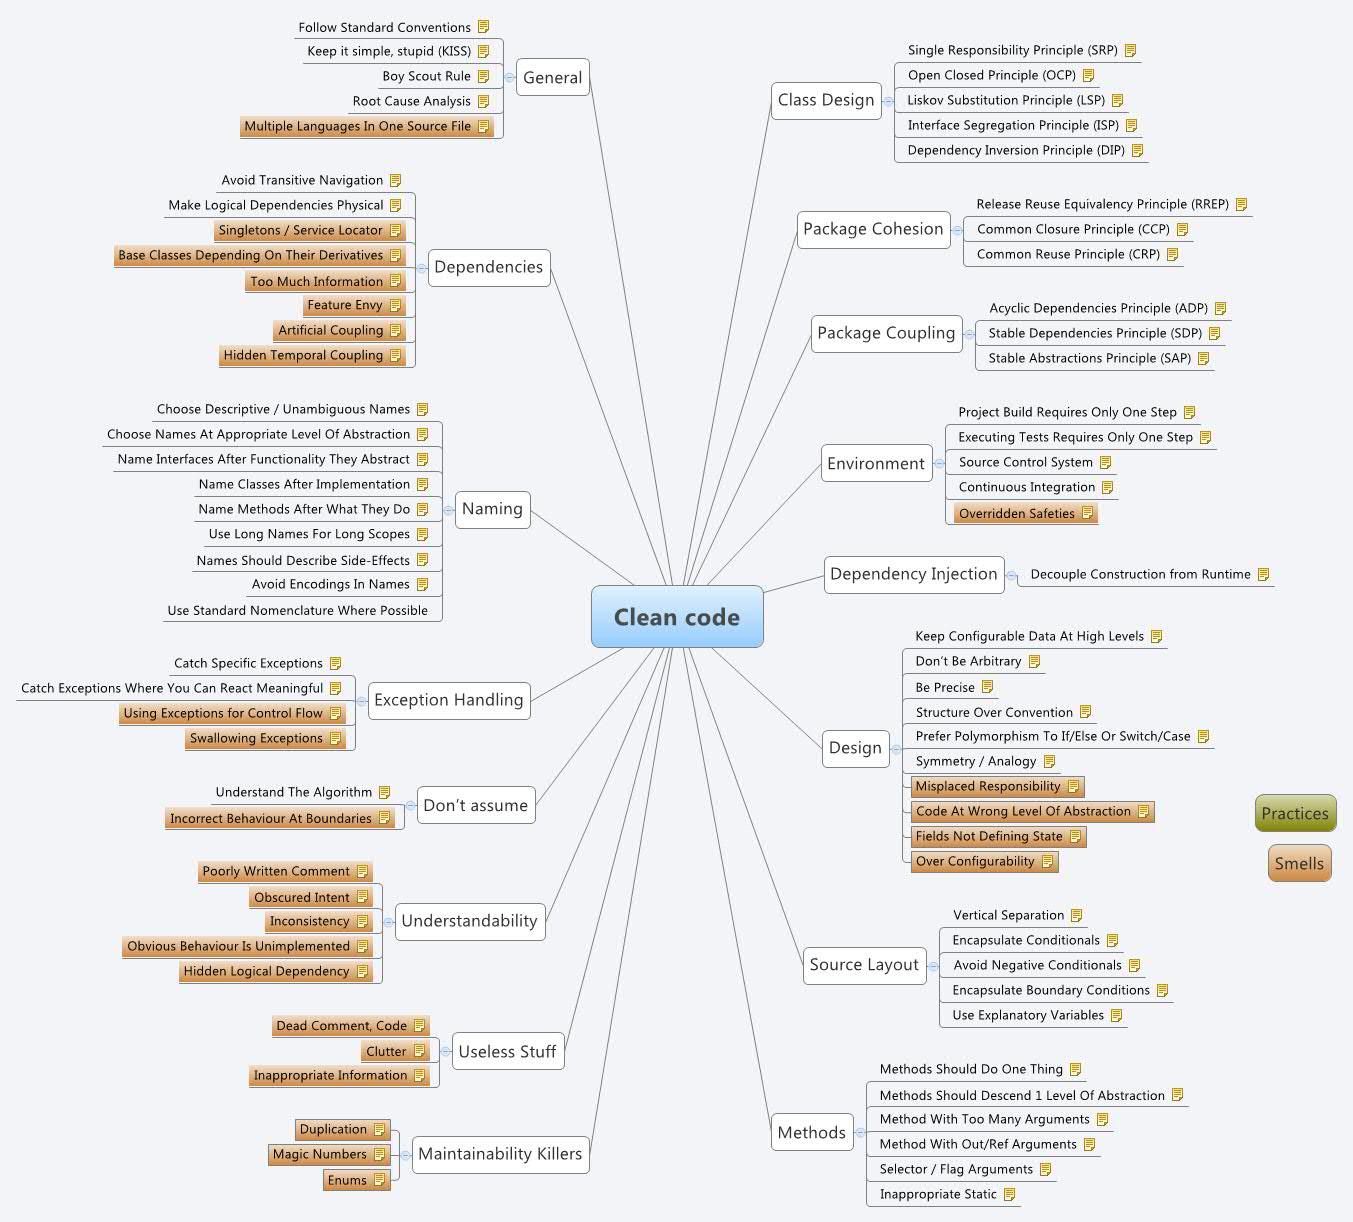 Clean code
General
Follow Standard Conventions
Keep it simple, stupid (KISS)
Boy Scout Rule
Root Cause Analysis
Multiple Languages In One Source File
Dependencies
Avoid Transitive Navigation
Make Logical Dependencies Physical
Singletons / Service Locator
Base Classes Depending On Their Derivatives
Too Much Information
Feature Envy
Artificial Coupling
Hidden Temporal Coupling
Naming
Choose Descriptive / Unambiguous Names
Choose Names At Appropriate Level Of Abstraction
Name Interfaces After Functionality They Abstract
Name Classes After Implementation
Name Methods After What They Do
Use Long Names For Long Scopes
Names Should Describe Side-Effects
Avoid Encodings In Names
Use Standard Nomenclature Where Possible
Exception Handling
Catch Specific Exceptions
Catch Exceptions Where You Can React Meaningful
Using Exceptions for Control Flow
Swallowing Exceptions
Don't assume
Understand The Algorithm
Incorrect Behaviour At Boundaries
Understandability
Poorly Written Comment
Obscured Intent
Inconsistency
Obvious Behaviour Is Unimplemented
Hidden Logical Dependency
Useless Stuff
Dead Comment, Code
Clutter
Inappropriate Information
Maintainability Killers
Duplication
Magic Numbers
Enums
Class Design
Single Responsibility Principle (SRP)
Open Closed Principle (OCP)
Liskov Substitution Principle (LSP)
Interface Segregation Principle (ISP)
Dependency Inversion Principle (DIP)
Package Cohesion
Release Reuse Equivalency Principle (RREP)
Common Closure Principle (CCP)
Common Reuse Principle (CRP)
Package Coupling
Acyclic Dependencies Principle (ADP)
Stable Dependencies Principle (SDP)
Stable Abstractions Principle (SAP)
Environment
Project Build Requires Only One Step
Executing Tests Requires Only One Step
Source Control System
Continuous Integration
Overridden Safeties
Dependency Injection
Decouple Construction from Runtime
Design
Keep Configurable Data At High Levels
Don't Be Arbitrary
Be Precise
Structure Over Convention
Prefer Polymorphism To If/Else Or Switch/Case
Symmetry / Analogy
Misplaced Responsibility
Code At Wrong Level Of Abstraction
Fields Not Defining State
Over Configurability
Source Layout
Vertical Separation
Encapsulate Conditionals
Avoid Negative Conditionals
Encapsulate Boundary Conditions
Use Explanatory Variables
Methods
Methods Should Do One Thing
Methods Should Descend 1 Level Of Abstraction
Method With Too Many Arguments
Method With Out/Ref Arguments
Selector / Flag Arguments
Inappropriate Static
Practices
Smells